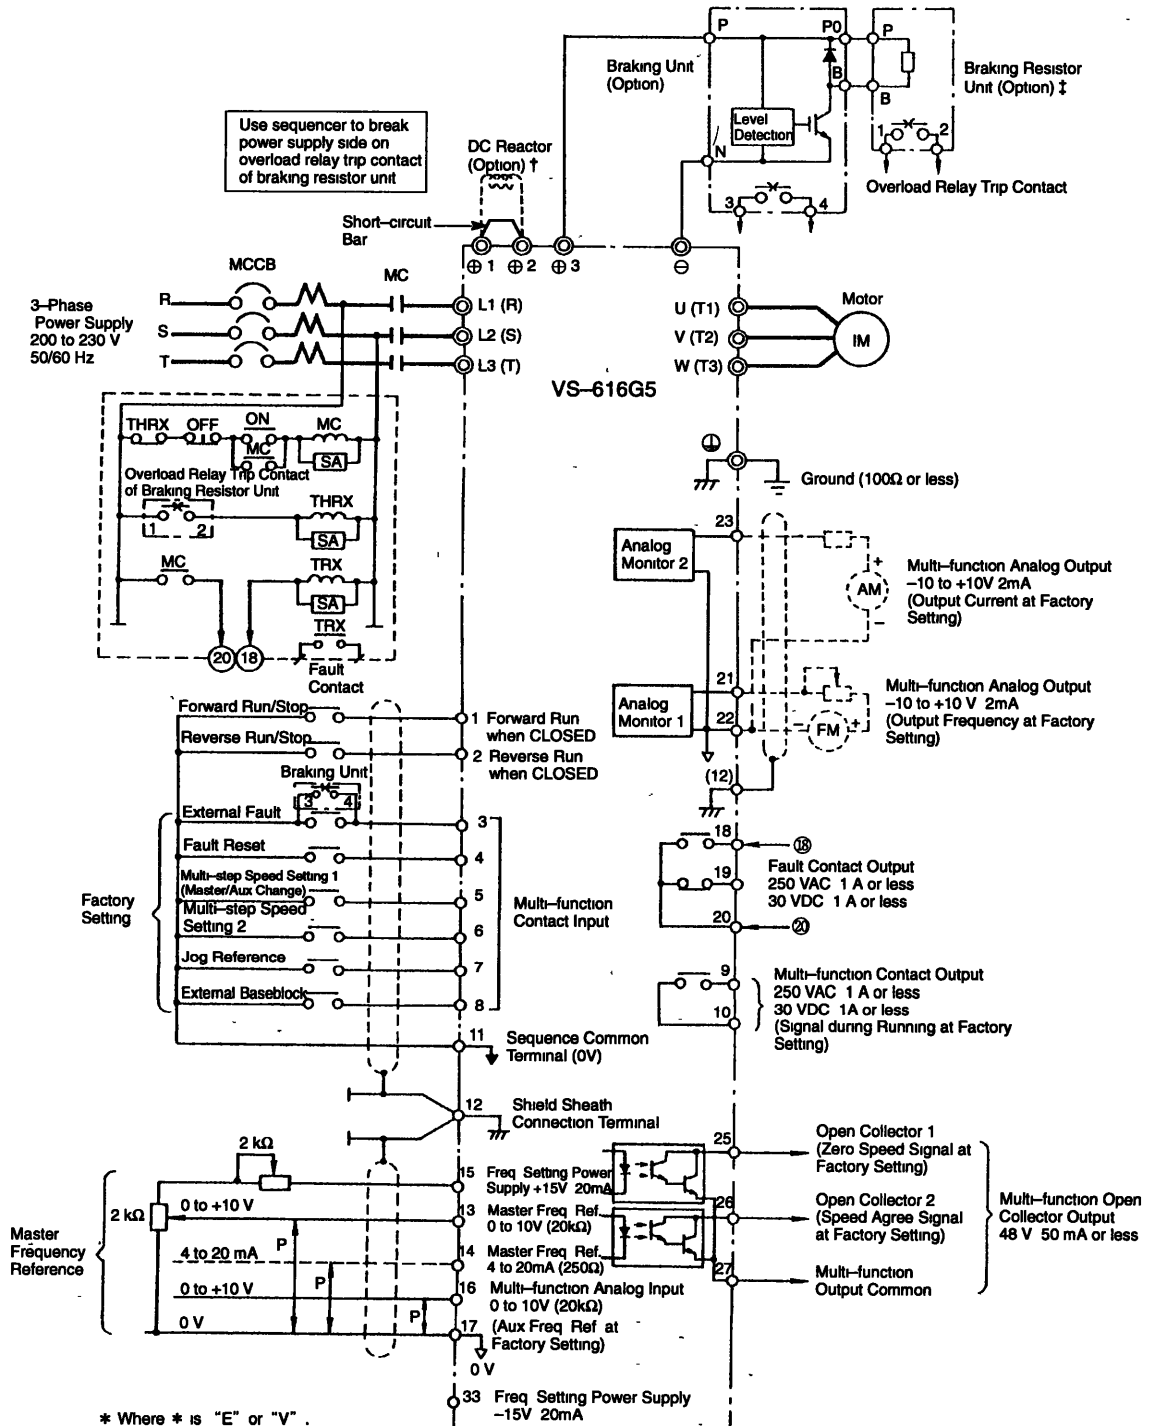 P
P0
P
Braking Unit
(Option)
B
B
Braking Resistor
Unit (Option) ‡
Level
Detection
1
2
N
Overload Relay Trip Contact
3
4
Use sequencer to break
power supply side on
overload relay trip contact
of braking resistor unit
DC Reactor
(Option) †
Short–circuit
Bar
⊕ 1
⊕ 2
⊕ 3
⊖
MCCB
MC
3–Phase
Power Supply
200 to 230 V
50/60 Hz
R
S
T
L1 (R)
L2 (S)
L3 (T)
U (T1)
V (T2)
W (T3)
Motor
IM
VS–616G5
THRX
OFF
ON
MC
MC
SA
Overload Relay Trip Contact
of Braking Resistor Unit
1
2
THRX
SA
MC
TRX
SA
TRX
20
18
Fault
Contact
Ground (100Ω or less)
23
Analog
Monitor 2
+
AM
–
Multi–function Analog Output
–10 to +10V 2mA
(Output Current at Factory
Setting)
21
Analog
Monitor 1
22
–
FM
+
Multi–function Analog Output
–10 to +10 V 2mA
(Output Frequency at Factory
Setting)
(12)
Forward Run/Stop
1 Forward Run
when CLOSED
Reverse Run/Stop
2 Reverse Run
when CLOSED
Braking Unit
3
4
External Fault
3
Fault Reset
4
Multi–step Speed Setting 1
(Master/Aux Change)
5
Multi–step Speed
Setting 2
6
Jog Reference
7
External Baseblock
8
Factory
Setting
Multi–function
Contact Input
11
Sequence Common
Terminal (0V)
18
⑱
19
20
⑳
Fault Contact Output
250 VAC 1 A or less
30 VDC 1 A or less
9
10
Multi–function Contact Output
250 VAC 1 A or less
30 VDC 1A or less
(Signal during Running at Factory
Setting)
12
Shield Sheath
Connection Terminal
2 kΩ
2 kΩ
0 to +10 V
4 to 20 mA
0 to +10 V
0 V
P
P
P
Master
Frequency
Reference
15
Freq Setting Power
Supply +15V 20mA
13
Master Freq Ref.
0 to 10V (20kΩ)
14
Master Freq Ref.
4 to 20mA (250Ω)
16
Multi–function Analog Input
0 to 10V (20kΩ)
17
(Aux Freq Ref at
Factory Setting)
0 V
33
Freq Setting Power Supply
–15V 20mA
25
Open Collector 1
(Zero Speed Signal at
Factory Setting)
26
Open Collector 2
(Speed Agree Signal
at Factory Setting)
27
Multi–function
Output Common
Multi–function Open
Collector Output
48 V 50 mA or less
* Where * is "E" or "V" .